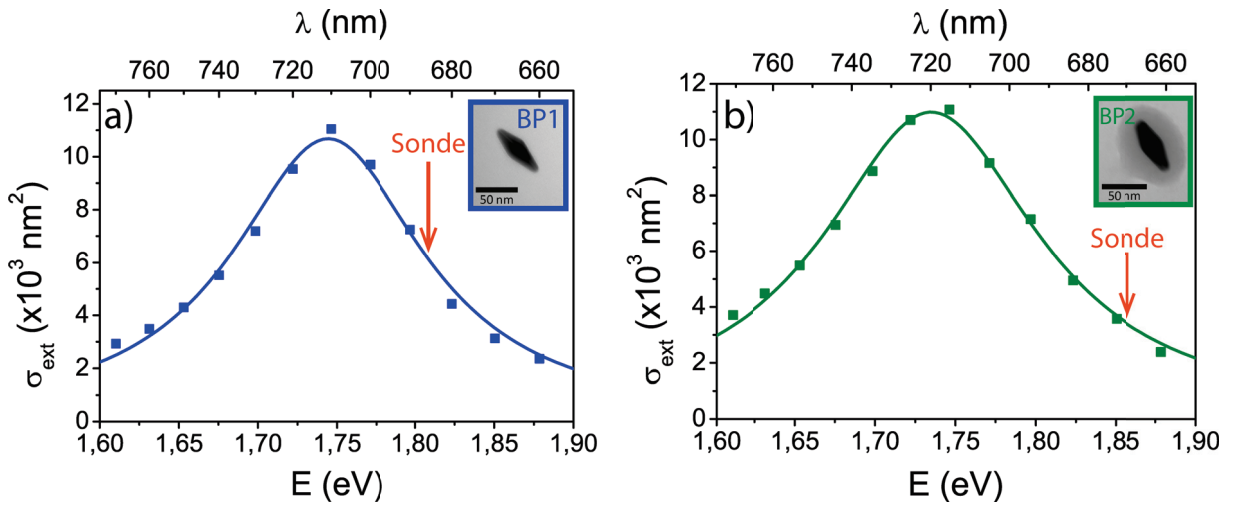 λ (nm)
760 740 720 700 680 660
a)
BP1
50 nm
Sonde
12
10
8
6
4
2
0
σext (x10³ nm²)
1,60 1,65 1,70 1,75 1,80 1,85 1,90
E (eV)
λ (nm)
760 740 720 700 680 660
b)
BP2
50 nm
Sonde
12
10
8
6
4
2
0
σext (x10³ nm²)
1,60 1,65 1,70 1,75 1,80 1,85 1,90
E (eV)